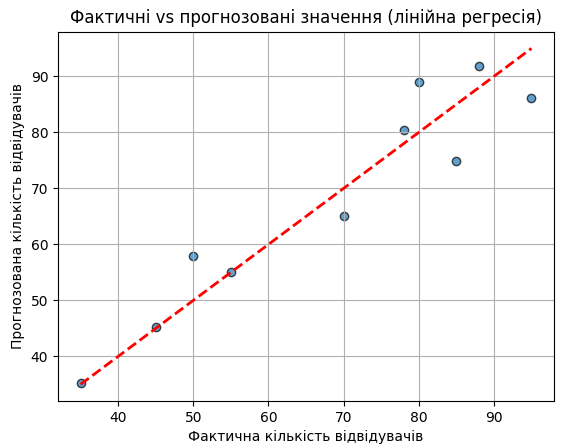 Фактичні vs прогнозовані значення (лінійна регресія)
Прогнозована кількість відвідувачів
90
80
70
60
50
40
40 50 60 70 80 90
Фактична кількість відвідувачів